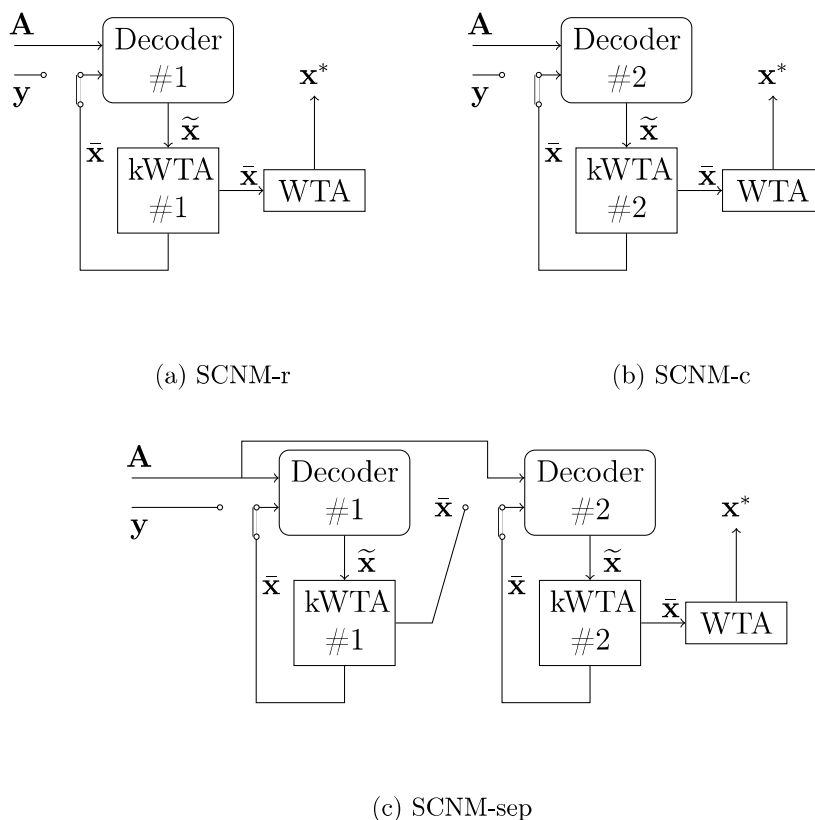 A
y
Decoder
#1
x̃
x̄
kWTA
#1
x̄
WTA
x*
(a) SCNM-r
A
y
Decoder
#2
x̃
x̄
kWTA
#2
x̄
WTA
x*
(b) SCNM-c
A
y
Decoder
#1
x̃
x̄
kWTA
#1
x̄
Decoder
#2
x̃
x̄
kWTA
#2
x̄
WTA
x*
(c) SCNM-sep